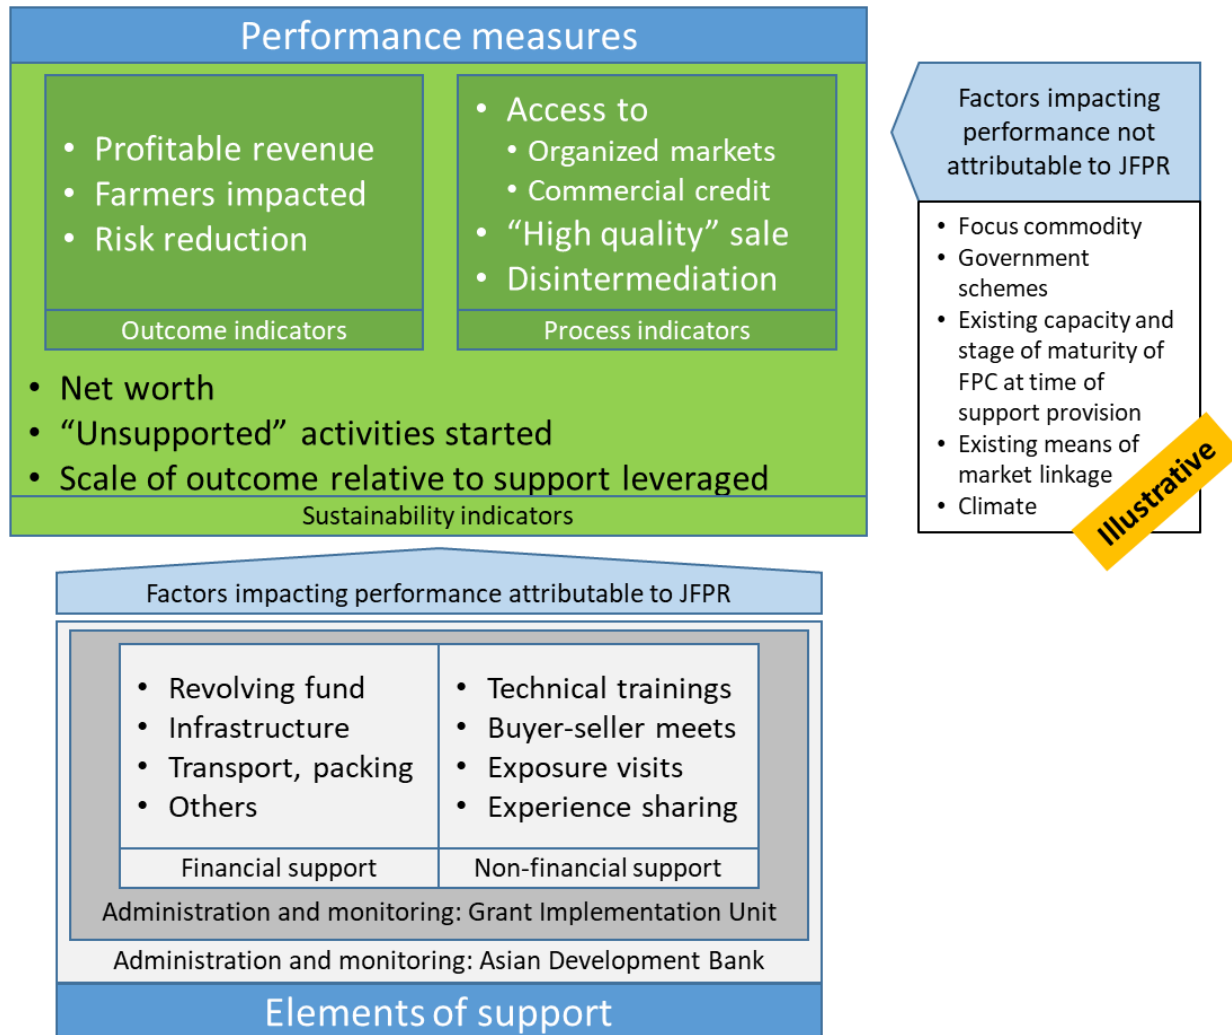 Performance measures
• Profitable revenue
• Farmers impacted
• Risk reduction
Outcome indicators
• Access to
• Organized markets
• Commercial credit
• “High quality” sale
• Disintermediation
Process indicators
• Net worth
• “Unsupported” activities started
• Scale of outcome relative to support leveraged
Sustainability indicators
Factors impacting
performance not
attributable to JFPR
• Focus commodity
• Government
schemes
• Existing capacity and
stage of maturity of
FPC at time of
support provision
• Existing means of
market linkage
• Climate
Illustrative
Factors impacting performance attributable to JFPR
• Revolving fund
• Infrastructure
• Transport, packing
• Others
Financial support
• Technical trainings
• Buyer-seller meets
• Exposure visits
• Experience sharing
Non-financial support
Administration and monitoring: Grant Implementation Unit
Administration and monitoring: Asian Development Bank
Elements of support